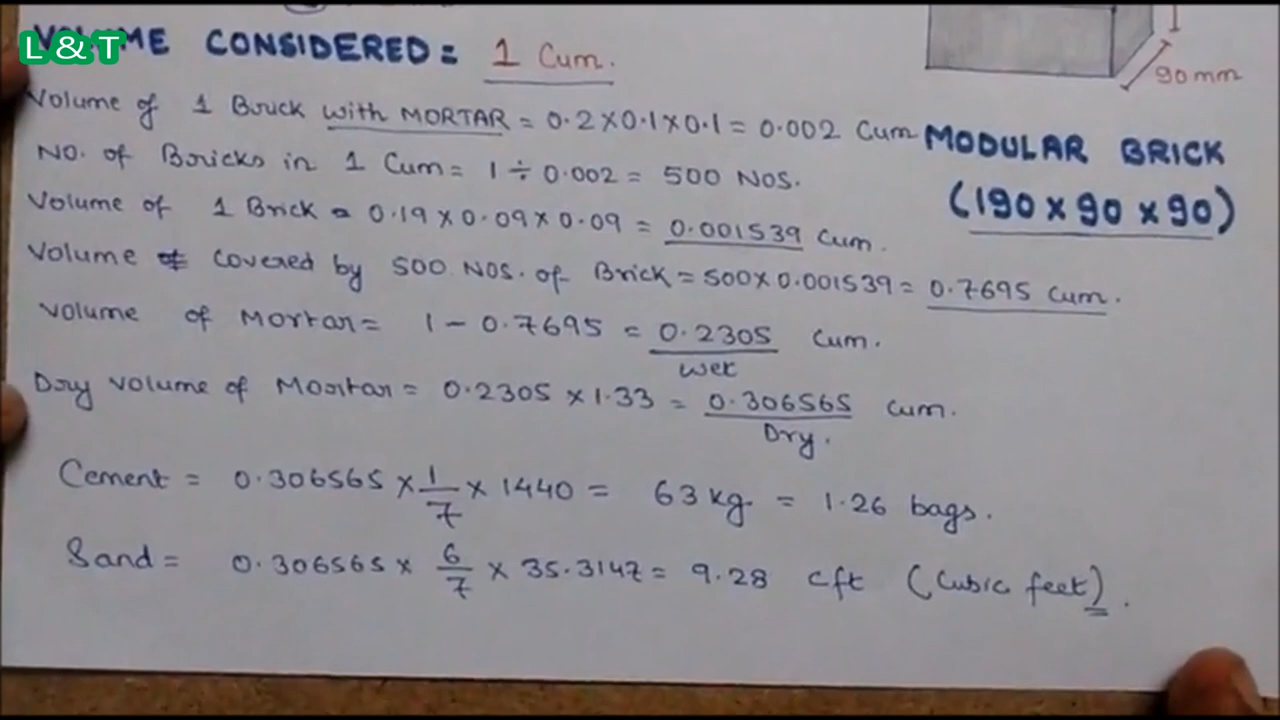 L & T
VOLUME CONSIDERED = 1 Cum.
90 mm
Volume of 1 Brick with MORTAR = 0.2 × 0.1 × 0.1 = 0.002 Cum
MODULAR BRICK
(190 × 90 × 90)
NO. of Bricks in 1 Cum = 1 ÷ 0.002 = 500 NOS.
Volume of 1 Brick = 0.19 × 0.09 × 0.09 = 0.001539 Cum.
Volume covered by 500 NOS. of Brick = 500 × 0.001539 = 0.7695 Cum.
Volume of Mortar = 1 - 0.7695 = 0.2305 Cum.
Wet
Dry volume of Mortar = 0.2305 × 1.33 = 0.306565 Cum.
Dry.
Cement = 0.306565 × 1/7 × 1440 = 63 kg = 1.26 bags.
Sand = 0.306565 × 6/7 × 35.3147 = 9.28 cft (Cubic feet).